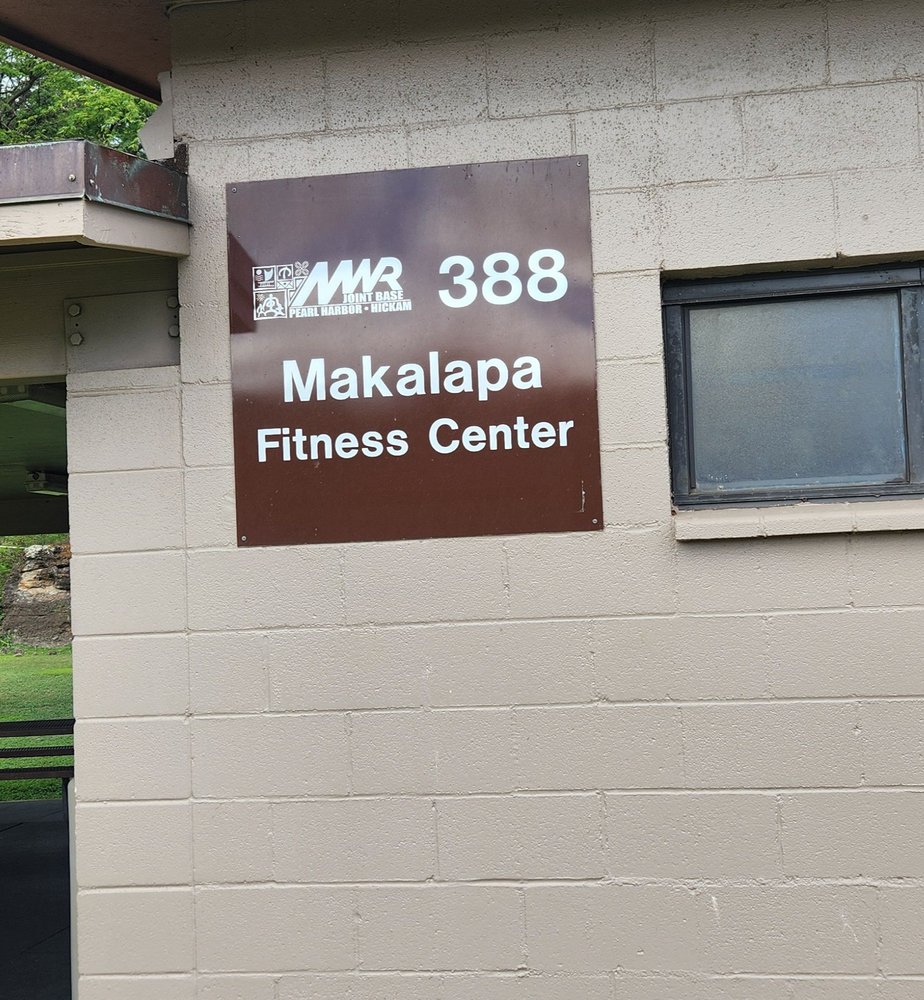 MWR 388
JOINT BASE
PEARL HARBOR • HICKAM
Makalapa
Fitness Center